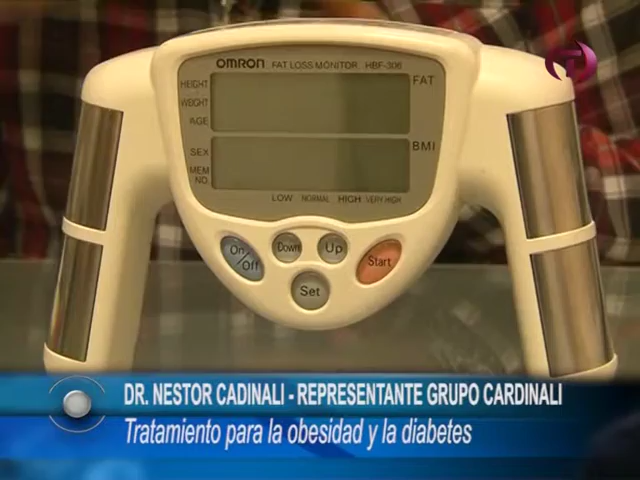 OMRON FAT LOSS MONITOR HBF-306
HEIGHT
WEIGHT
AGE
SEX
MEM NO.
FAT
BMI
LOW NORMAL HIGH VERY HIGH
On/Off
Down
Up
Set
Start
DR. NESTOR CADINALI - REPRESENTANTE GRUPO CARDINALI
Tratamiento para la obesidad y la diabetes